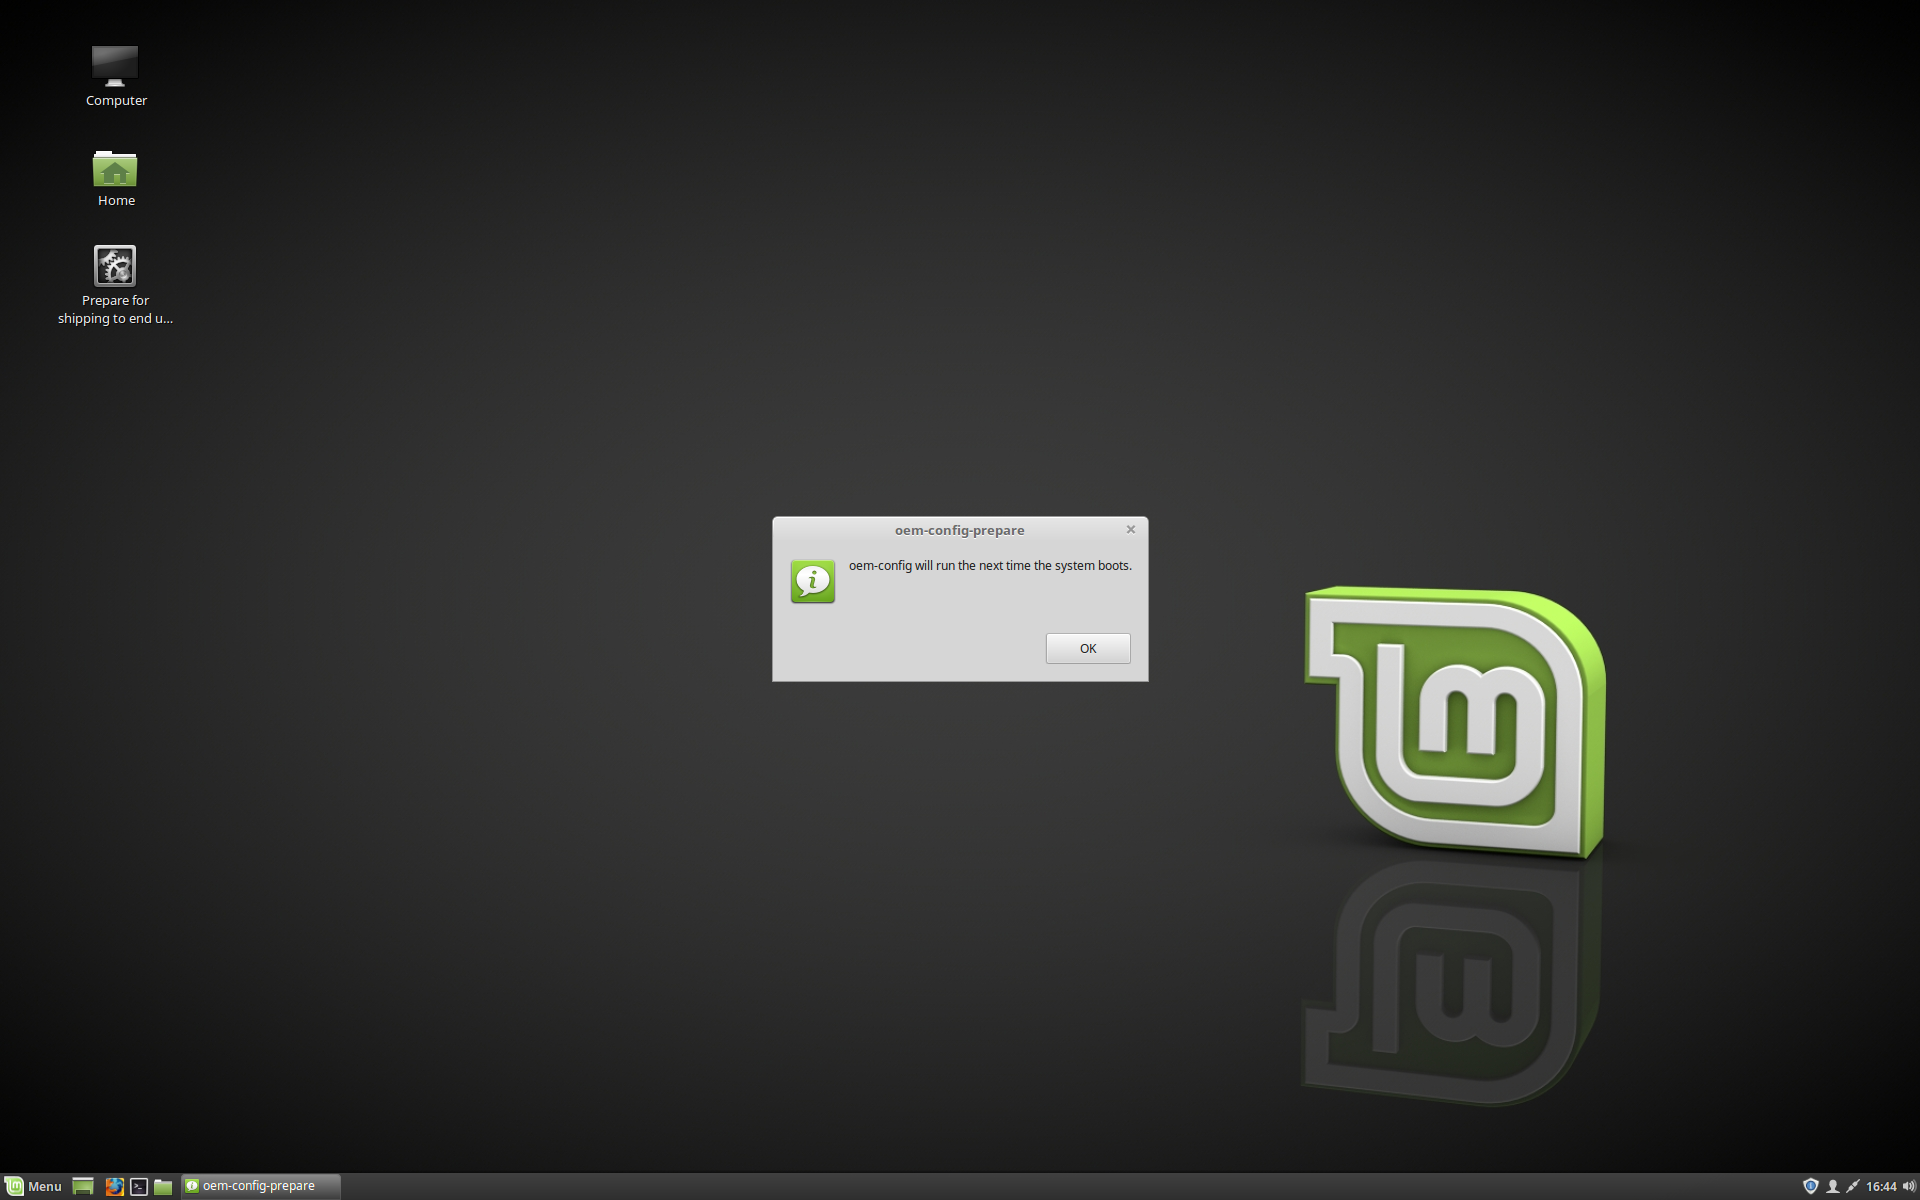 Computer
Home
Prepare for
shipping to end u...
oem-config-prepare
oem-config will run the next time the system boots.
OK
lm
Menu
oem-config-prepare
16:44